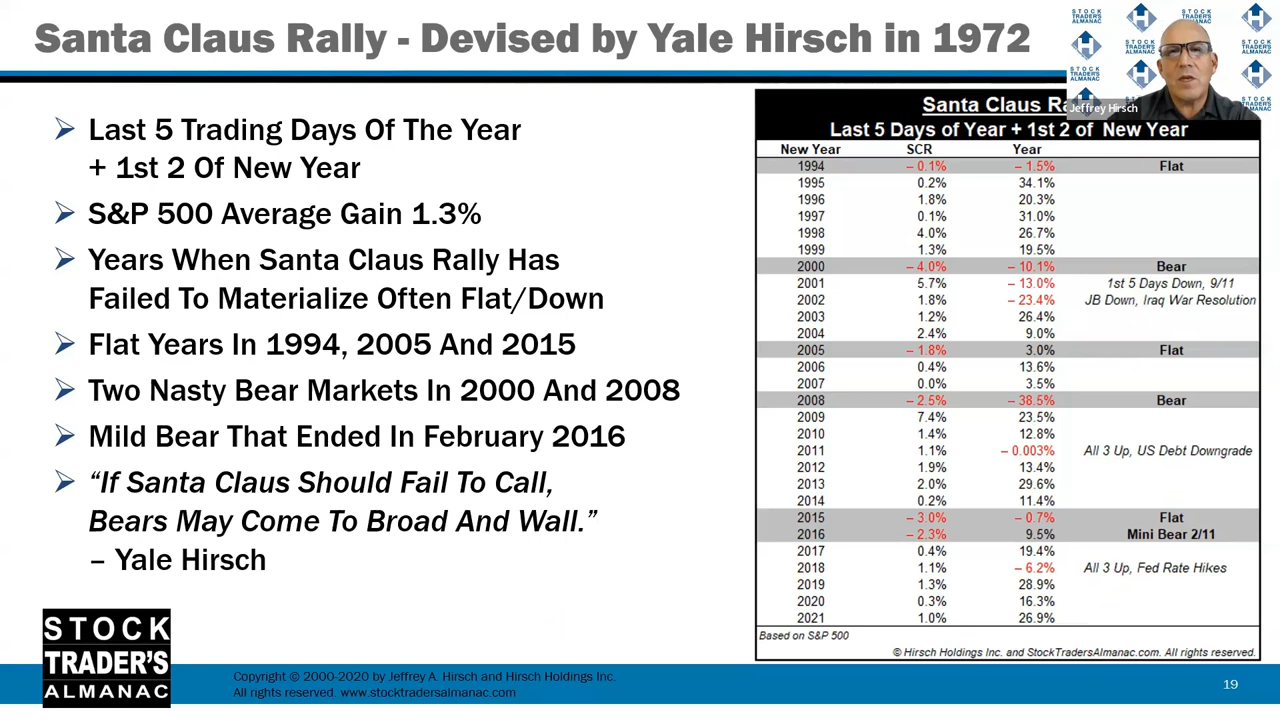 Santa Claus Rally - Devised by Yale Hirsch in 1972
STOCK TRADER'S ALMANAC
STOCK TRADER'S ALMANAC
STOCK TRADER'S ALMANAC
Jeffrey Hirsch
Last 5 Trading Days Of The Year
+ 1st 2 Of New Year
S&P 500 Average Gain 1.3%
Years When Santa Claus Rally Has
Failed To Materialize Often Flat/Down
Flat Years In 1994, 2005 And 2015
Two Nasty Bear Markets In 2000 And 2008
Mild Bear That Ended In February 2016
“If Santa Claus Should Fail To Call,
Bears May Come To Broad And Wall.”
– Yale Hirsch
Santa Claus
Last 5 Days of Year + 1st 2 of New Year
New Year SCR Year
1994 – 0.1% – 1.5% Flat
1995 0.2% 34.1%
1996 1.8% 20.3%
1997 0.1% 31.0%
1998 4.0% 26.7%
1999 1.3% 19.5%
2000 – 4.0% – 10.1% Bear
2001 5.7% – 13.0% 1st 5 Days Down, 9/11
2002 1.8% – 23.4% JB Down, Iraq War Resolution
2003 1.2% 26.4%
2004 2.4% 9.0%
2005 – 1.8% 3.0% Flat
2006 0.4% 13.6%
2007 0.0% 3.5%
2008 – 2.5% – 38.5% Bear
2009 7.4% 23.5%
2010 1.4% 12.8%
2011 1.1% – 0.003% All 3 Up, US Debt Downgrade
2012 1.9% 13.4%
2013 2.0% 29.6%
2014 0.2% 11.4%
2015 – 3.0% – 0.7% Flat
2016 – 2.3% 9.5% Mini Bear 2/11
2017 0.4% 19.4%
2018 1.1% – 6.2% All 3 Up, Fed Rate Hikes
2019 1.3% 28.9%
2020 0.3% 16.3%
2021 1.0% 26.9%
Based on S&P 500
© Hirsch Holdings Inc. and StockTradersAlmanac.com. All rights reserved.
STOCK
TRADER'S
ALMANAC
Copyright © 2000-2020 by Jeffrey A. Hirsch and Hirsch Holdings Inc.
All rights reserved. www.stocktradersalmanac.com
19